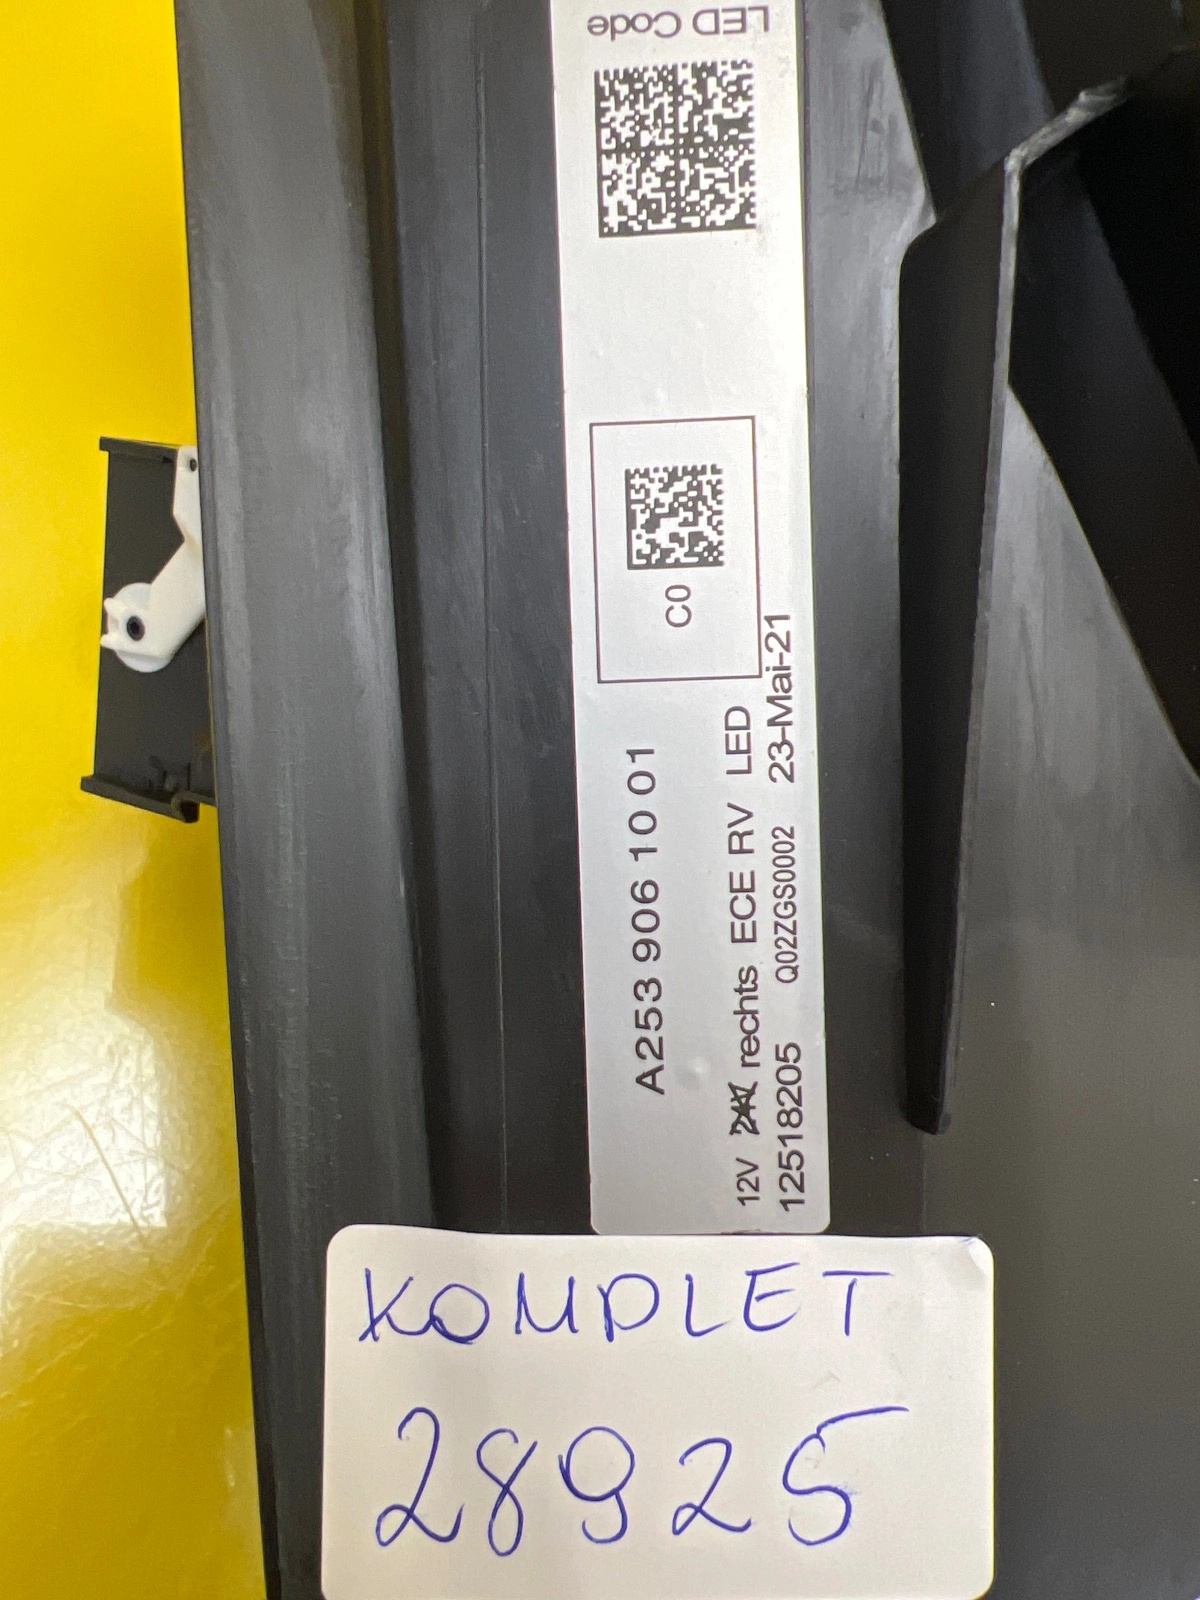 LED Code
C0
A253 906 10 01
12V rechts ECE RV LED
12518205 Q02ZGS0002 23-Mai-21
KOMPLET
28925